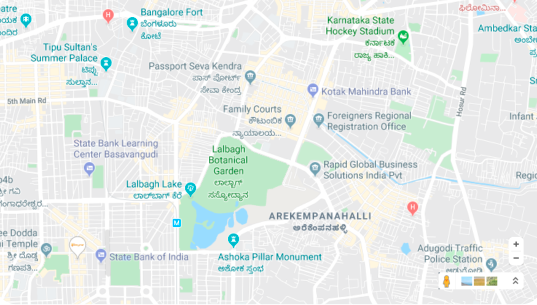 Bangalore Fort
ಬೆಂಗಳೂರು
ಕೋಟೆ
Karnataka State
Hockey Stadium
ಕರ್ನಾಟಕ
ರಾಜ್ಯ ಹಾಕಿ...
Ambedkar
Tipu Sultan's
Summer Palace
ಟಿಪ್ಪು
ಸುಲ್ತಾನ...
Passport Seva Kendra
ಪಾಸ್ ಪೋರ್ಟ್
ಸೇವಾ ಕೇಂದ್ರ
Kotak Mahindra Bank
5th Main Rd
Hosur Rd
Family Courts
ಕೌಟುಂಬಿಕ
ನ್ಯಾಯಾಲಯ...
Foreigners Regional
Registration Office
Infant
State Bank Learning
Center Basavangudi
Lalbagh
Botanical
Garden
ಲಾಲ್ಬಾಗ್
ಸಸ್ಯೋದ್ಯಾನ
Rapid Global Business
Solutions India Pvt
Lalbagh Lake
ಲಾಲ್‌ಬಾಗ್ ಕೆರೆ
AREKEMPANAHALLI
ಅರೆಕೆಂಪನಹಳ್ಳಿ
Dodda
Temple
ಶ್ರೀ ದೊಡ್ಡ
ಗಣಪತಿ...
State Bank of India
Ashoka Pillar Monument
ಅಶೋಕ ಸ್ತಂಭ
Adugodi Traffic
Police Station